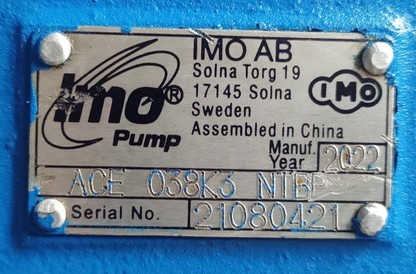 IMO AB
Solna Torg 19
17145 Solna
Sweden
Assembled in China
Imo®
Pump
IMO
Manuf.
Year 2022
ACE 038K3 NTBP
Serial No. 21080421